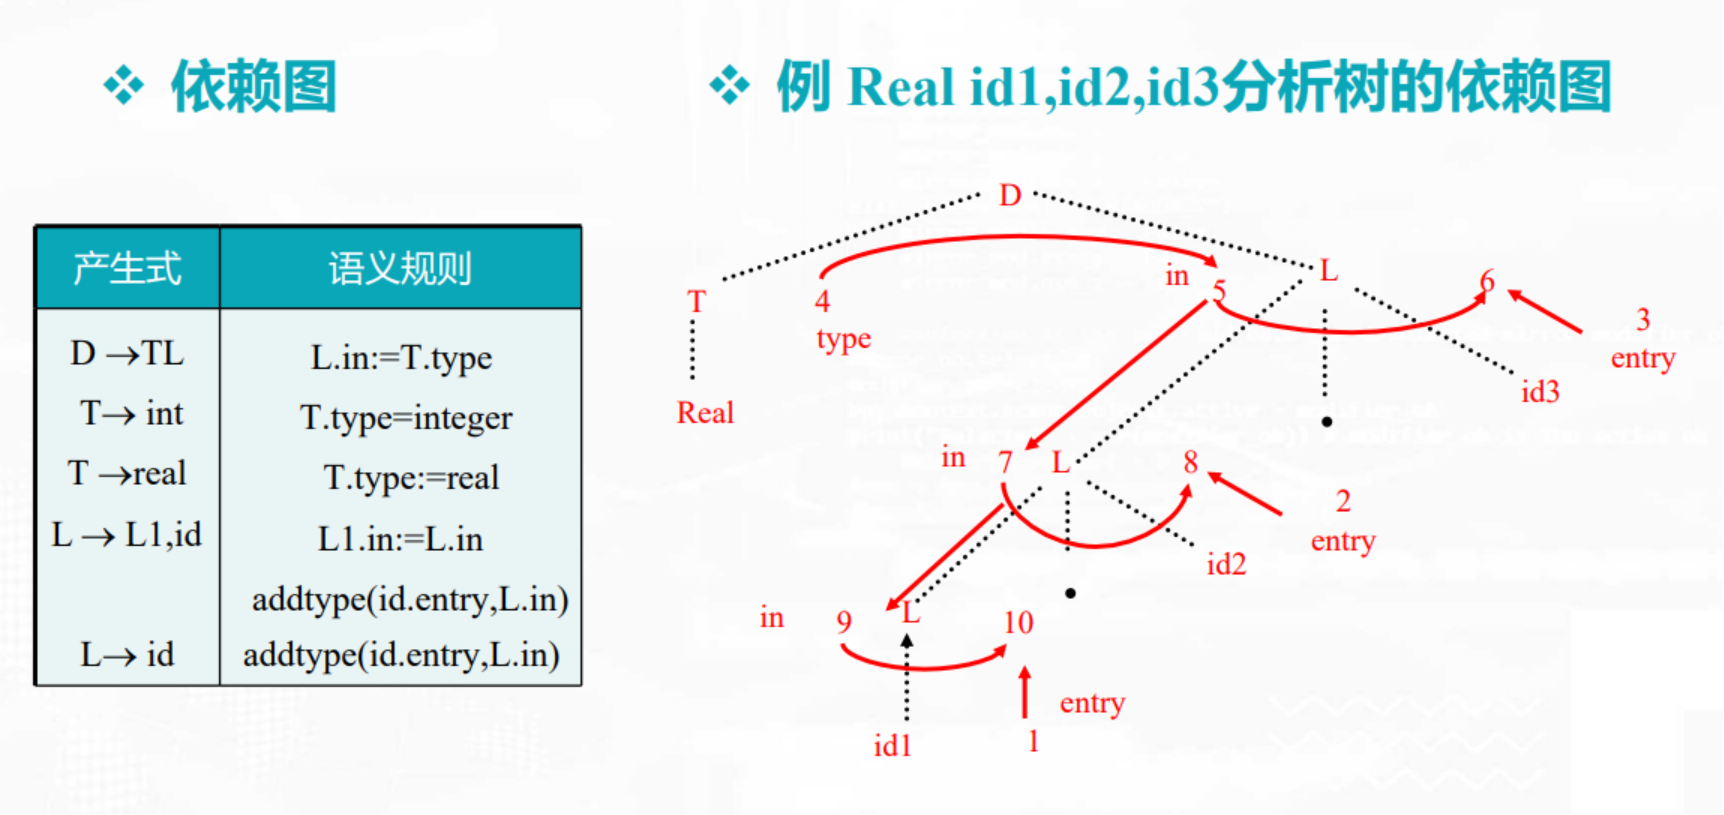 ❖ 依赖图
❖ 例 Real id1,id2,id3分析树的依赖图
产生式 语义规则
D →TL L.in:=T.type
T→ int T.type=integer
T →real T.type:=real
L → L1,id L1.in:=L.in
addtype(id.entry,L.in)
L→ id addtype(id.entry,L.in)
D
T 4 in 5 L 6
type
3
entry
Real
id3
in 7 L 8
2
entry
id2
in 9 L 10
entry
id1 1